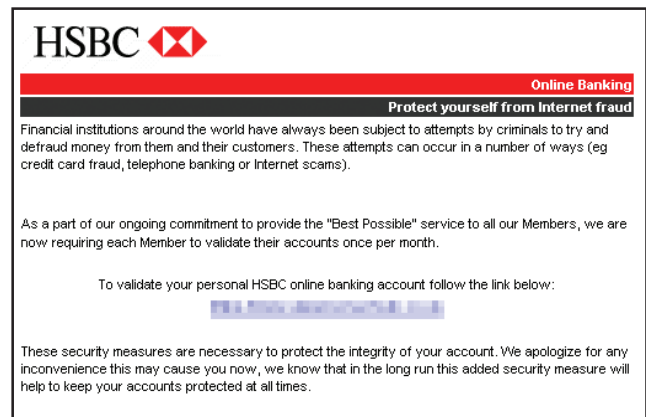 HSBC
Online Banking
Protect yourself from Internet fraud
Financial institutions around the world have always been subject to attempts by criminals to try and
defraud money from them and their customers. These attempts can occur in a number of ways (eg
credit card fraud, telephone banking or Internet scams).
As a part of our ongoing commitment to provide the "Best Possible" service to all our Members, we are
now requiring each Member to validate their accounts once per month.
To validate your personal HSBC online banking account follow the link below:
These security measures are necessary to protect the integrity of your account. We apologize for any
inconvenience this may cause you now, we know that in the long run this added security measure will
help to keep your accounts protected at all times.